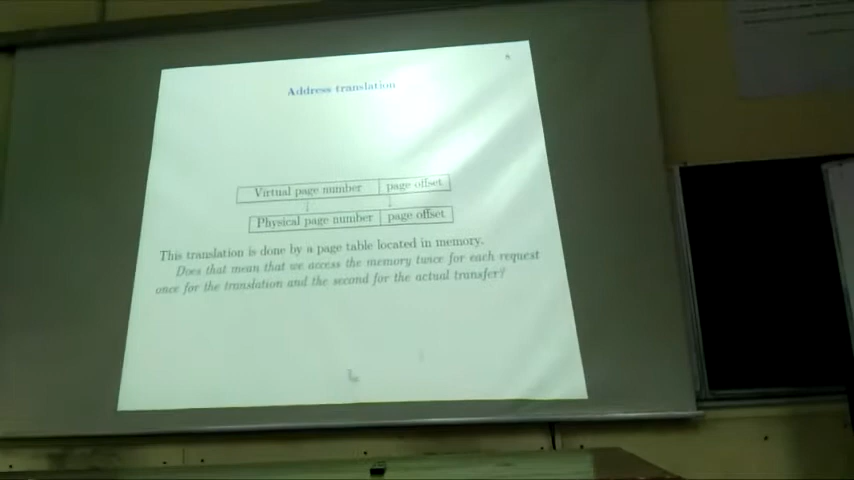 Address translation
Virtual page number page offset
Physical page number page offset
This translation is done by a page table located in memory.
Does that mean that we access the memory twice for each request
once for the translation and the second for the actual transfer?